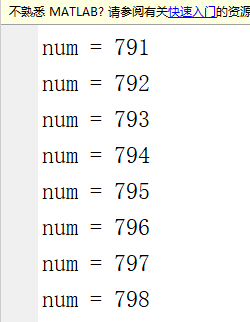 不熟悉 MATLAB? 请参阅有关快速入门的资源
num = 791
num = 792
num = 793
num = 794
num = 795
num = 796
num = 797
num = 798